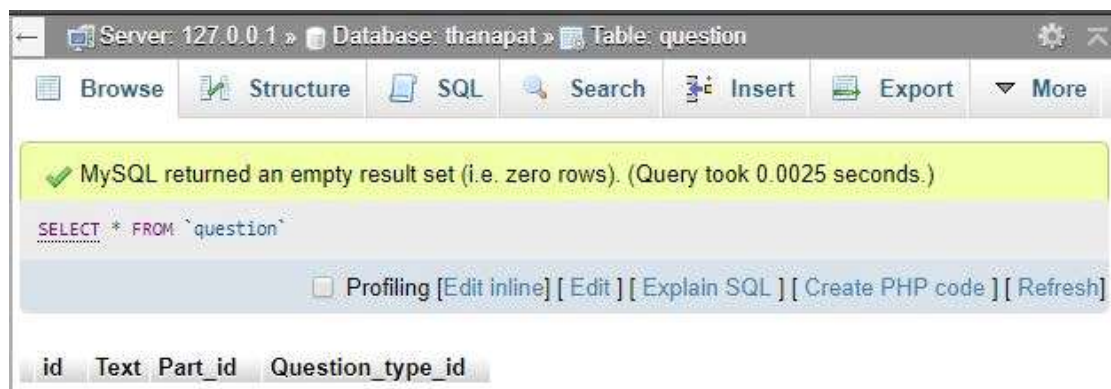 ← Server: 127.0.0.1 » Database: thanapat » Table: question
Browse Structure SQL Search Insert Export More
MySQL returned an empty result set (i.e. zero rows). (Query took 0.0025 seconds.)
SELECT * FROM `question`
Profiling [Edit inline] [ Edit ] [ Explain SQL ] [ Create PHP code ] [ Refresh]
id Text Part_id Question_type_id